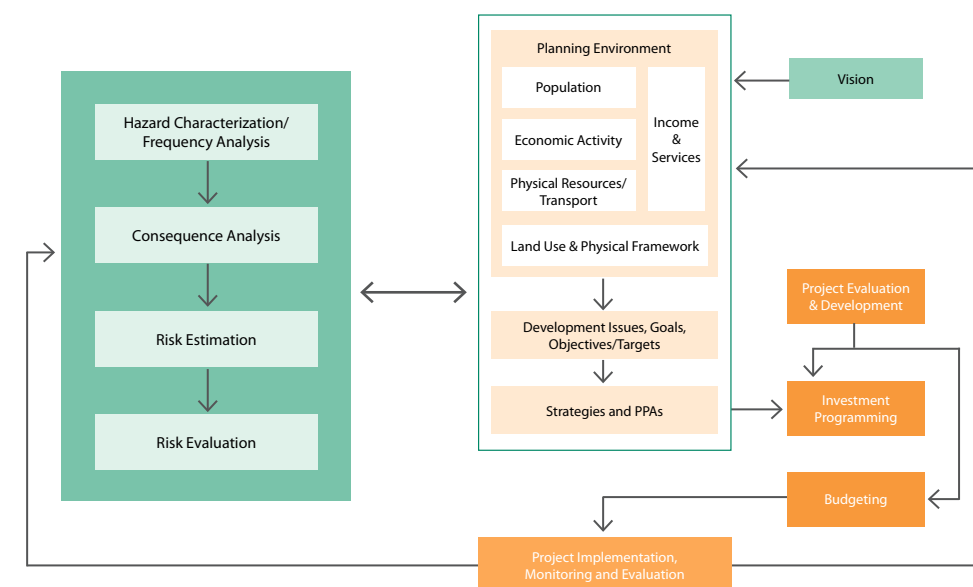 Hazard Characterization/
Frequency Analysis
Consequence Analysis
Risk Estimation
Risk Evaluation
Planning Environment
Population
Economic Activity
Physical Resources/
Transport
Income
&
Services
Land Use & Physical Framework
Development Issues, Goals,
Objectives/Targets
Strategies and PPAs
Vision
Project Evaluation
& Development
Investment
Programming
Budgeting
Project Implementation,
Monitoring and Evaluation